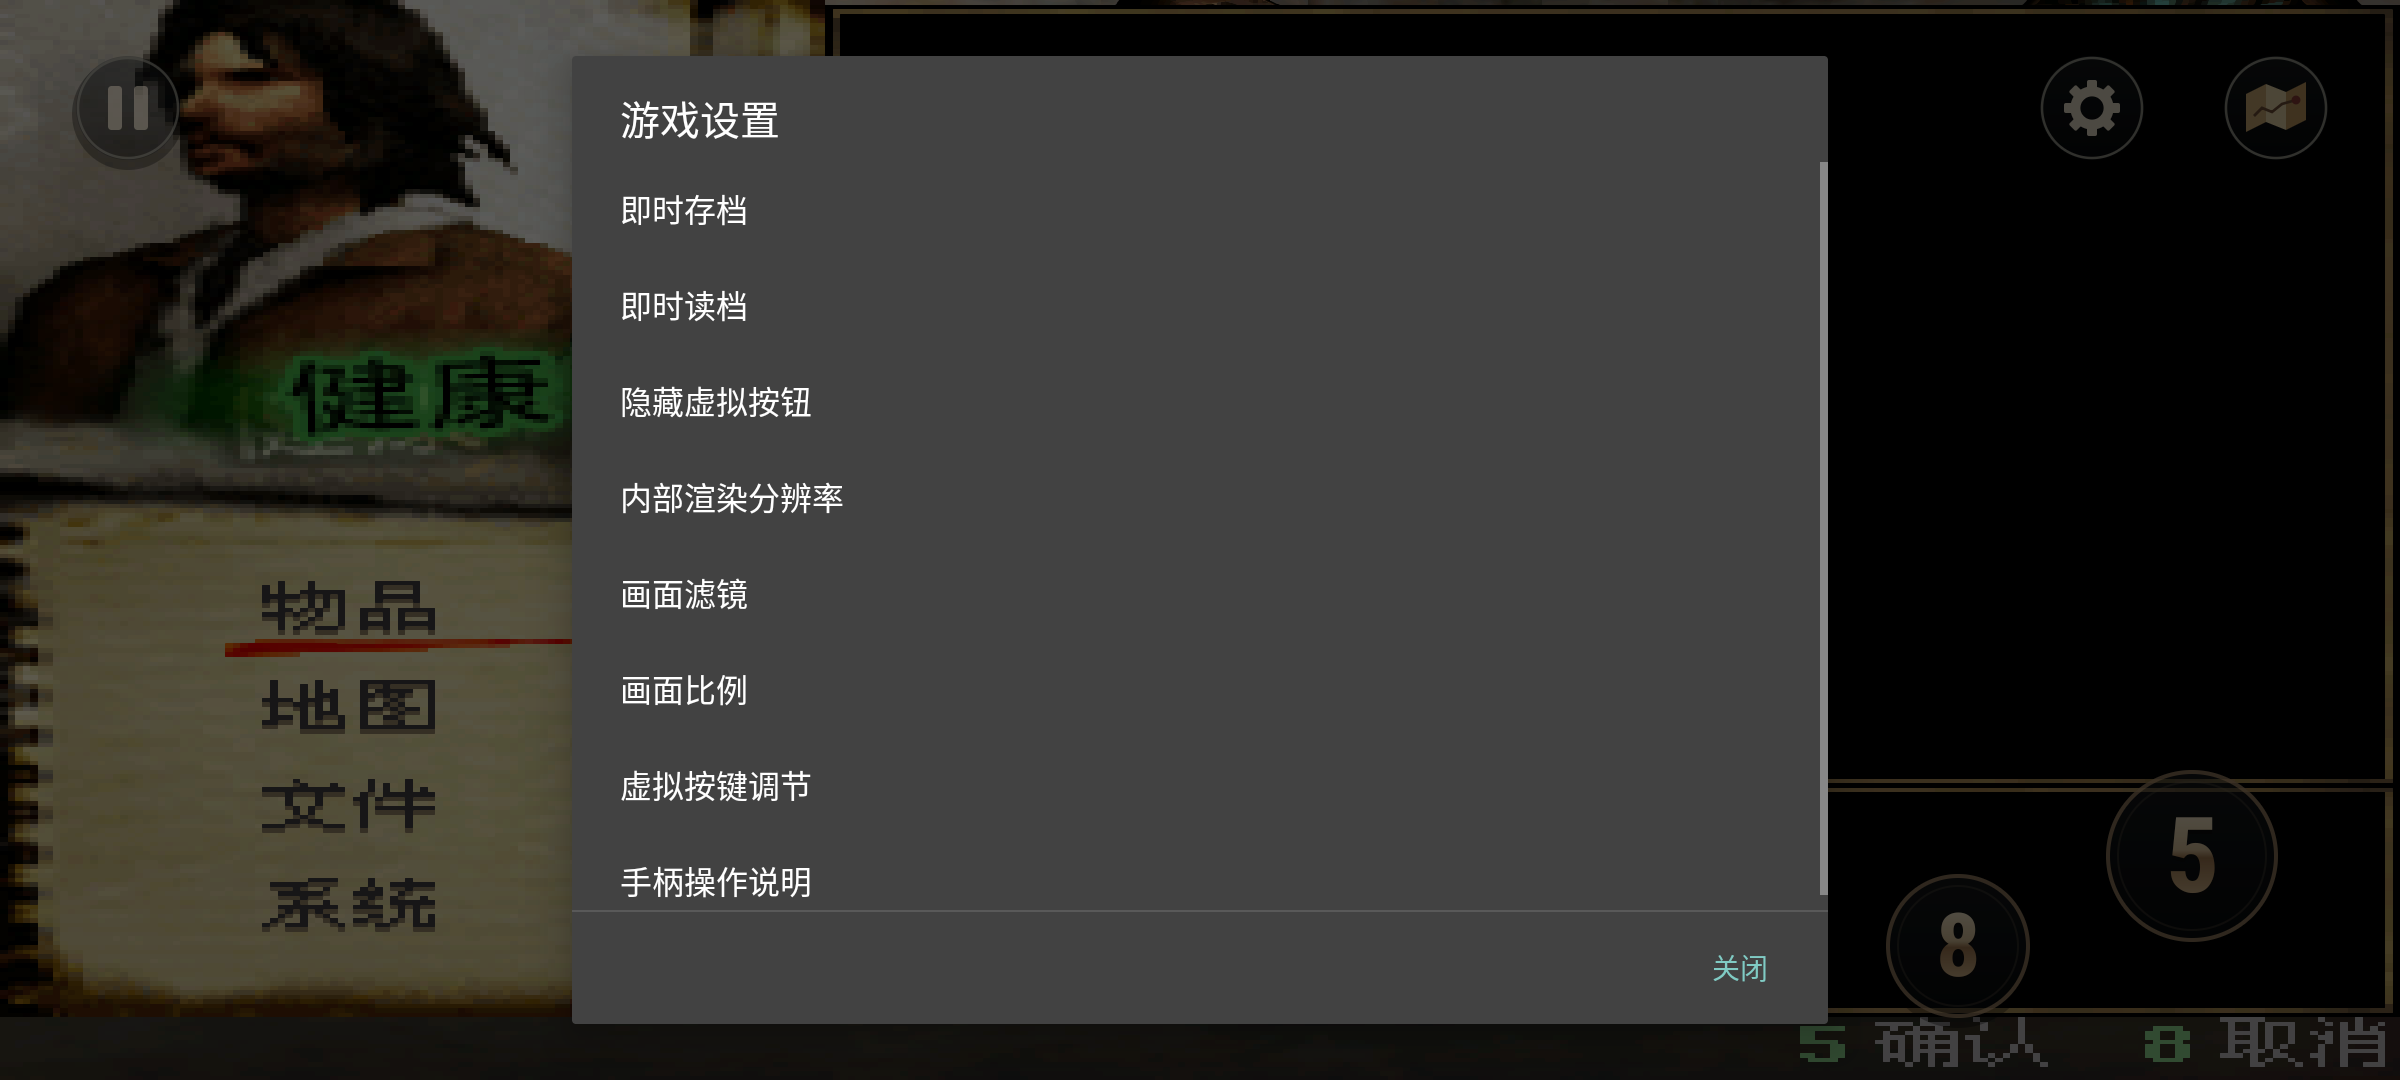 游戏设置
即时存档
即时读档
隐藏虚拟按钮
内部渲染分辨率
画面滤镜
画面比例
虚拟按键调节
手柄操作说明
关闭
健康
物品
地图
文件
系统
5
8
5 确认 8 取消